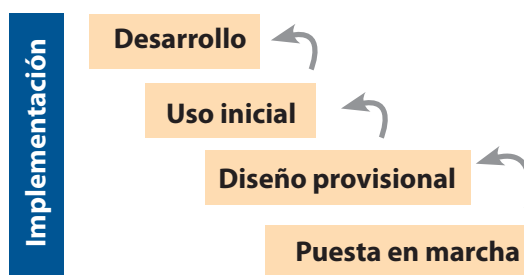 Implementación
Desarrollo
Uso inicial
Diseño provisional
Puesta en marcha